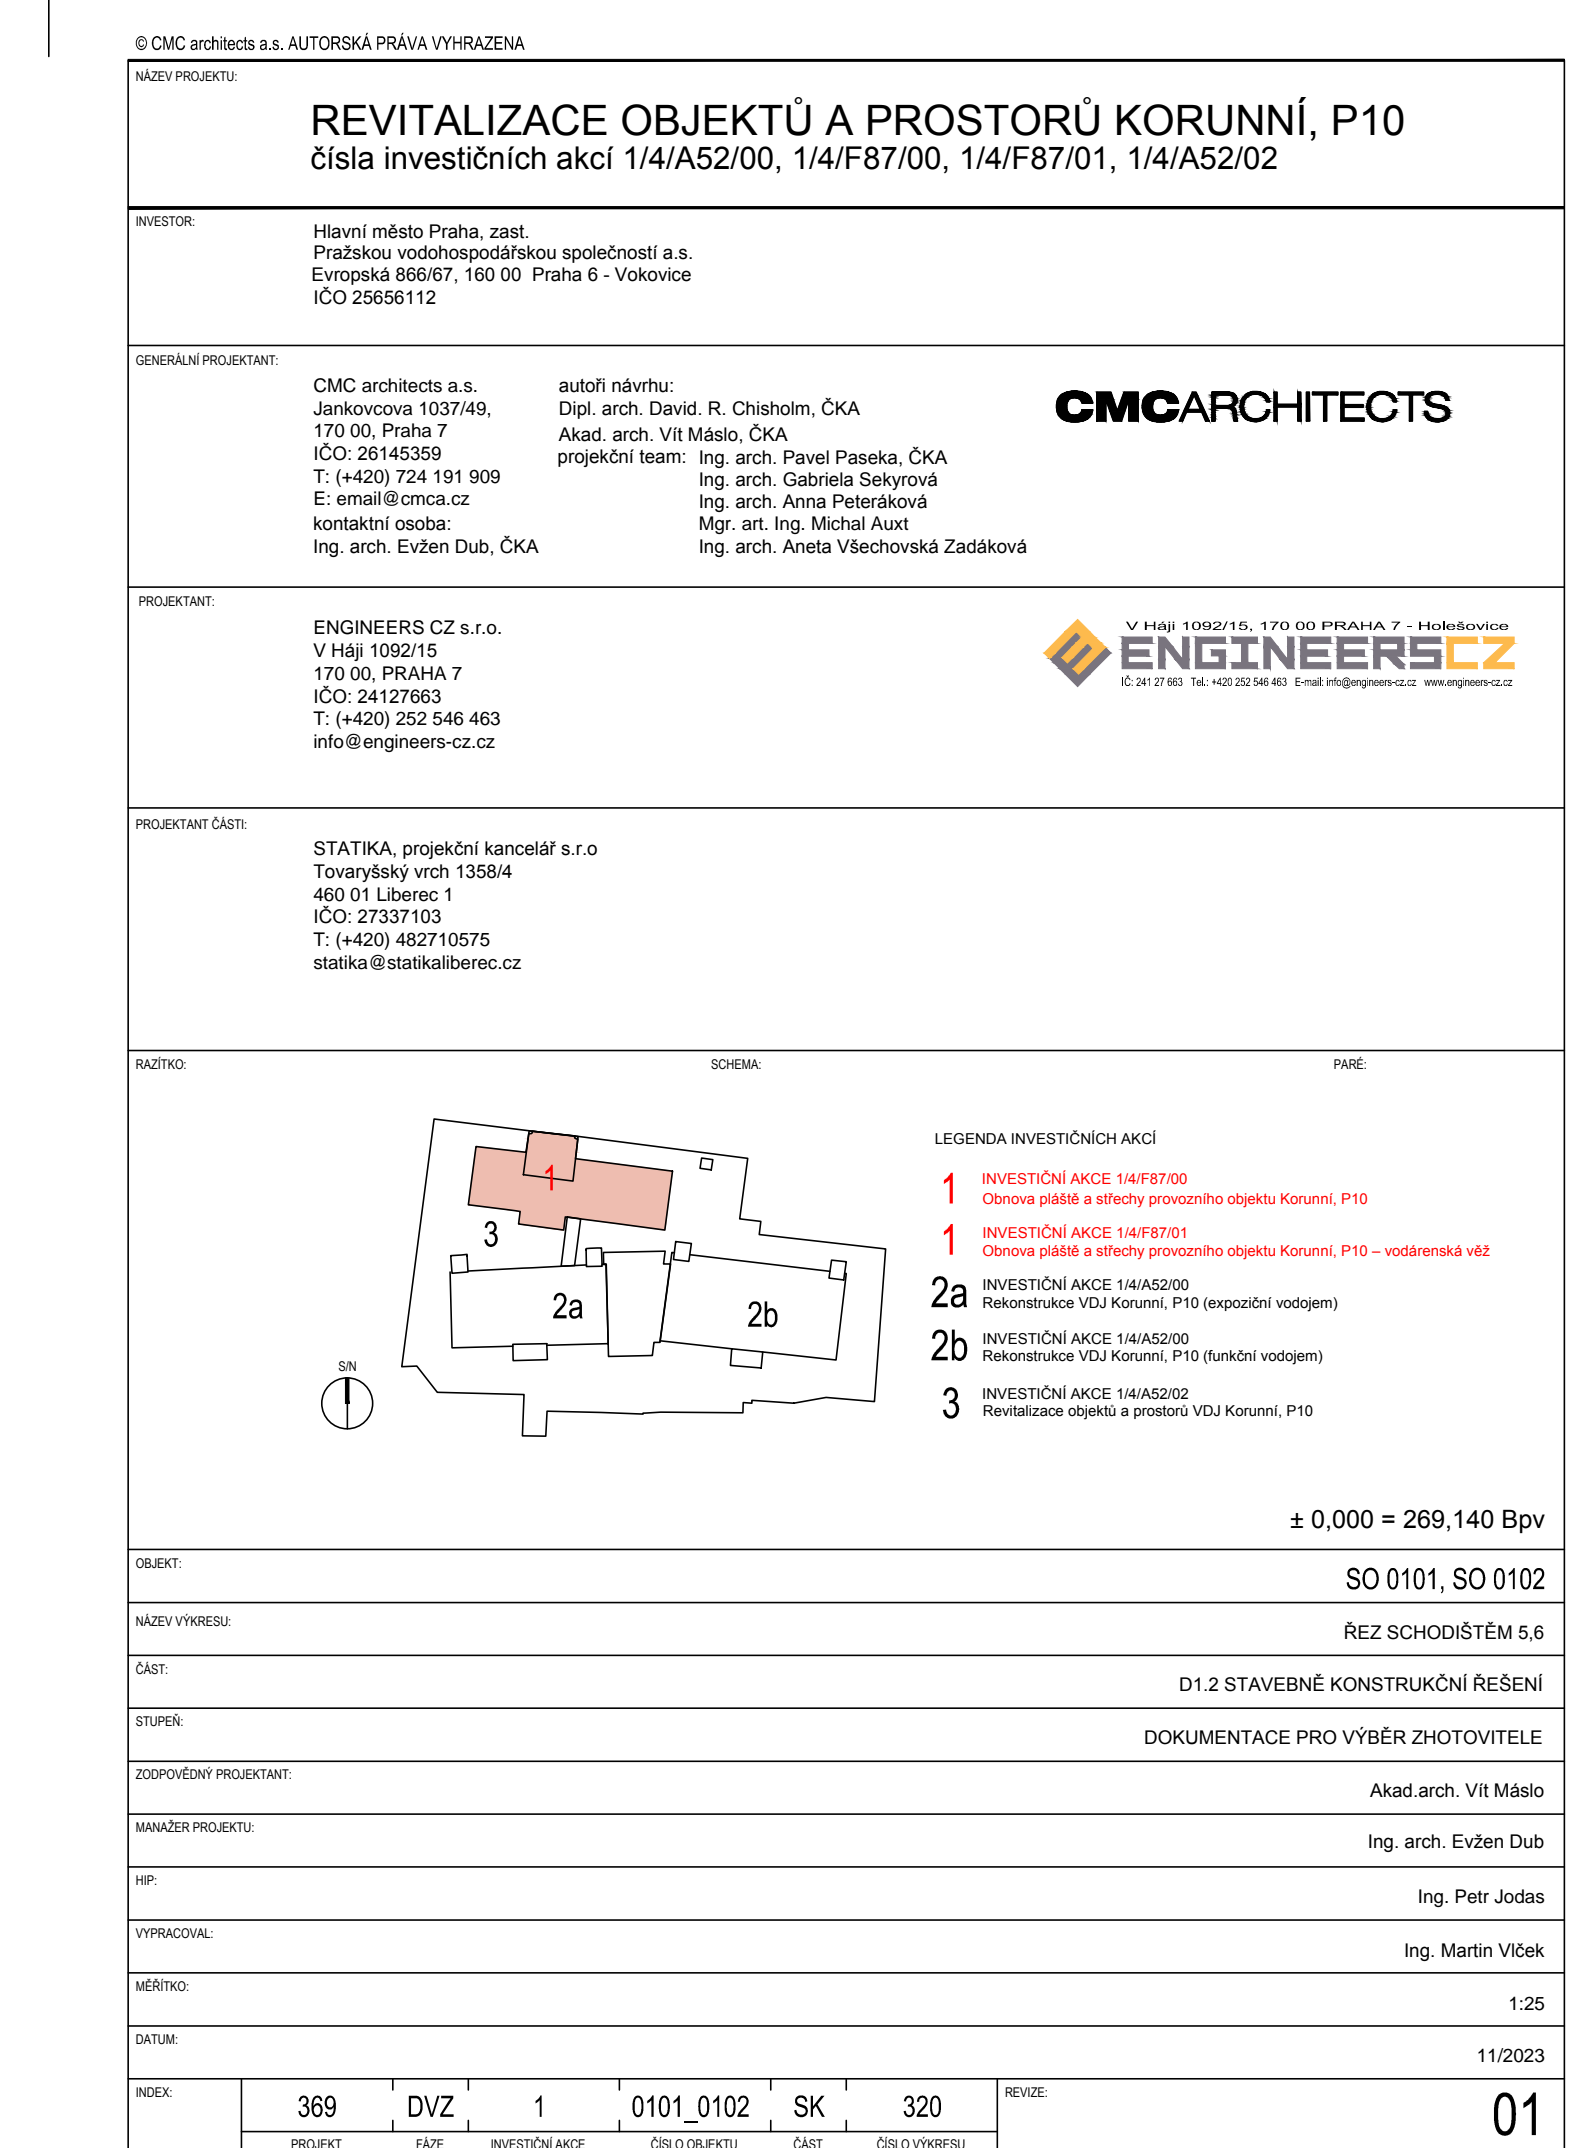 © CMC architects a.s. AUTORSKÁ PRÁVA VYHRAZENA
NÁZEV PROJEKTU:
REVITALIZACE OBJEKTŮ A PROSTORŮ KORUNNÍ, P10
čísla investičních akcí 1/4/A52/00, 1/4/F87/00, 1/4/F87/01, 1/4/A52/02
INVESTOR:
Hlavní město Praha, zast.
Pražskou vodohospodářskou společností a.s.
Evropská 866/67, 160 00 Praha 6 - Vokovice
IČO 25656112
GENERÁLNÍ PROJEKTANT:
CMC architects a.s.
Jankovcova 1037/49,
170 00, Praha 7
IČO: 26145359
T: (+420) 724 191 909
E: email@cmca.cz
kontaktní osoba:
Ing. arch. Evžen Dub, ČKA
autoři návrhu:
Dipl. arch. David. R. Chisholm, ČKA
Akad. arch. Vít Máslo, ČKA
projekční team: Ing. arch. Pavel Paseka, ČKA
Ing. arch. Gabriela Sekyrová
Ing. arch. Anna Peteráková
Mgr. art. Ing. Michal Auxt
Ing. arch. Aneta Všechovská Zadáková
CMCARCHITECTS
PROJEKTANT:
ENGINEERS CZ s.r.o.
V Háji 1092/15
170 00, PRAHA 7
IČO: 24127663
T: (+420) 252 546 463
info@engineers-cz.cz
V Háji 1092/15, 170 00 PRAHA 7 - Holešovice
ENGINEERSCZ
IČ: 241 27 663 Tel.: +420 252 546 463 E-mail: info@engineers-cz.cz www.engineers-cz.cz
PROJEKTANT ČÁSTI:
STATIKA, projekční kancelář s.r.o
Tovaryšský vrch 1358/4
460 01 Liberec 1
IČO: 27337103
T: (+420) 482710575
statika@statikaliberec.cz
RAZÍTKO:
SCHEMA:
PARÉ:
1
3
2a
2b
S/N
LEGENDA INVESTIČNÍCH AKCÍ
1 INVESTIČNÍ AKCE 1/4/F87/00
Obnova pláště a střechy provozního objektu Korunní, P10
1 INVESTIČNÍ AKCE 1/4/F87/01
Obnova pláště a střechy provozního objektu Korunní, P10 – vodárenská věž
2a INVESTIČNÍ AKCE 1/4/A52/00
Rekonstrukce VDJ Korunní, P10 (expoziční vodojem)
2b INVESTIČNÍ AKCE 1/4/A52/00
Rekonstrukce VDJ Korunní, P10 (funkční vodojem)
3 INVESTIČNÍ AKCE 1/4/A52/02
Revitalizace objektů a prostorů VDJ Korunní, P10
± 0,000 = 269,140 Bpv
OBJEKT:
SO 0101, SO 0102
NÁZEV VÝKRESU:
ŘEZ SCHODIŠTĚM 5,6
ČÁST:
D1.2 STAVEBNĚ KONSTRUKČNÍ ŘEŠENÍ
STUPEŇ:
DOKUMENTACE PRO VÝBĚR ZHOTOVITELE
ZODPOVĚDNÝ PROJEKTANT:
Akad.arch. Vít Máslo
MANAŽER PROJEKTU:
Ing. arch. Evžen Dub
HIP:
Ing. Petr Jodas
VYPRACOVAL:
Ing. Martin Vlček
MĚŘÍTKO:
1:25
DATUM:
11/2023
INDEX:
369 DVZ 1 0101_0102 SK 320
PROJEKT FÁZE INVESTIČNÍ AKCE ČÍSLO OBJEKTU ČÁST ČÍSLO VÝKRESU
REVIZE:
01